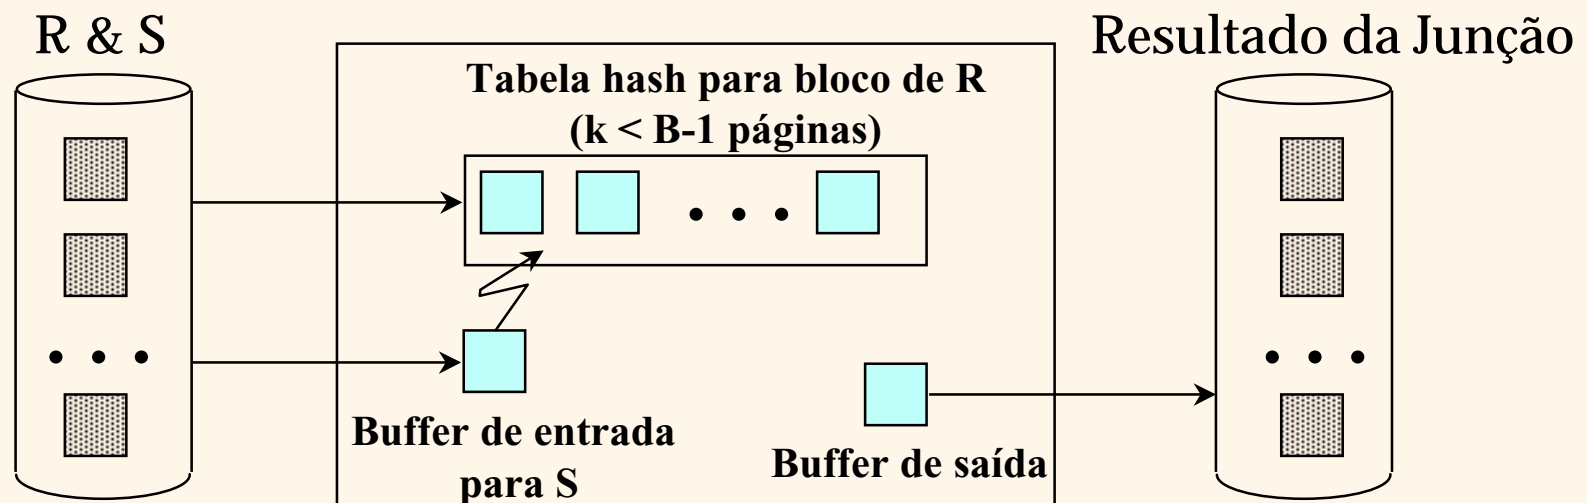 R & S
Resultado da Junção
Tabela hash para bloco de R
(k < B-1 páginas)
• • •
• • •
• • •
Buffer de entrada
para S
Buffer de saída